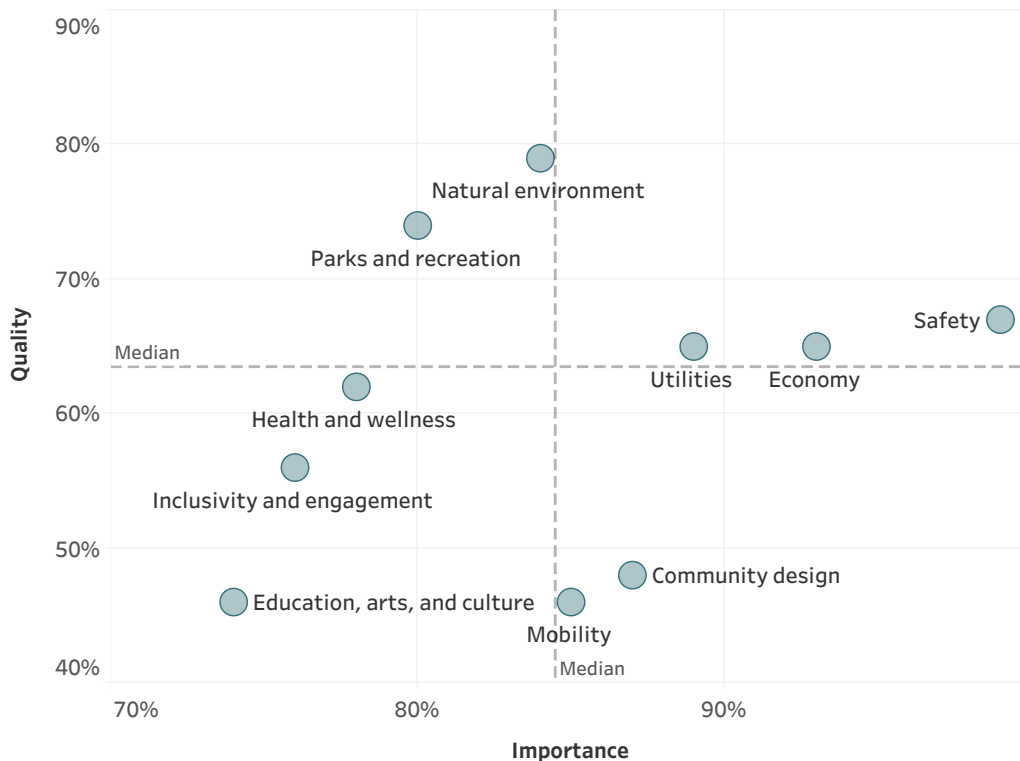 90%
80%
Natural environment
Parks and recreation
70%
Quality
Safety
Median
Utilities
Economy
60%
Health and wellness
Inclusivity and engagement
50%
Community design
Education, arts, and culture
Mobility
40%
Median
70%
80%
90%
Importance